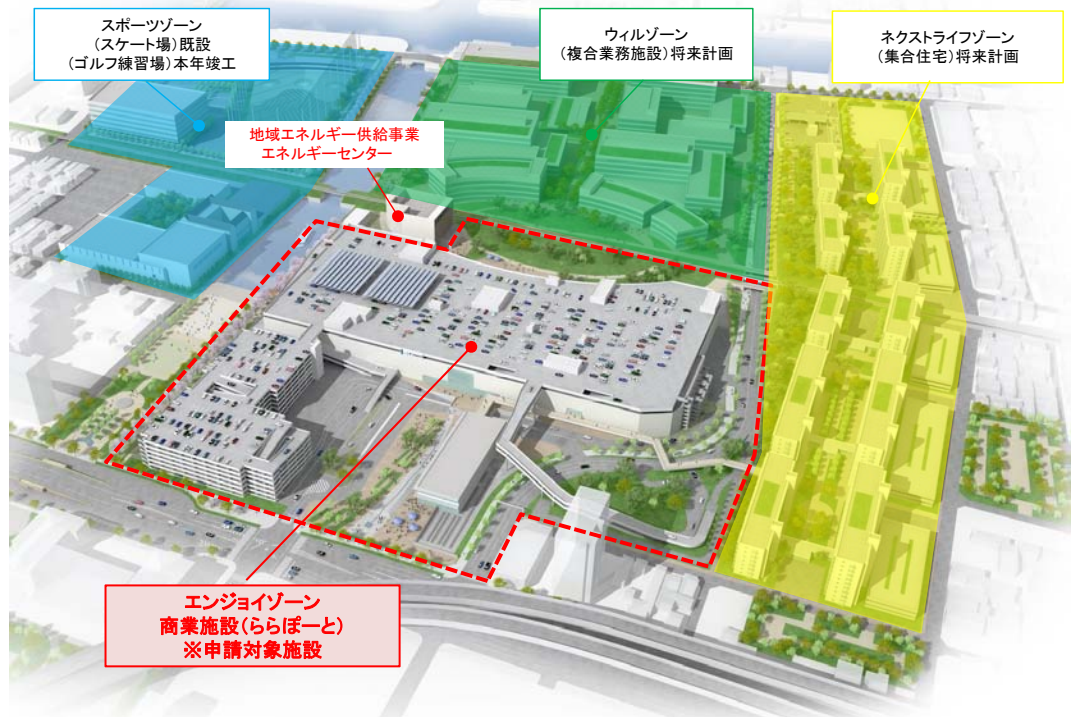 スポーツゾーン
(スケート場)既設
(ゴルフ練習場)本年竣工
ウィルゾーン
(複合業務施設)将来計画
ネクストライフゾーン
(集合住宅)将来計画
地域エネルギー供給事業
エネルギーセンター
エンジョイゾーン
商業施設(ららぽーと)
※申請対象施設